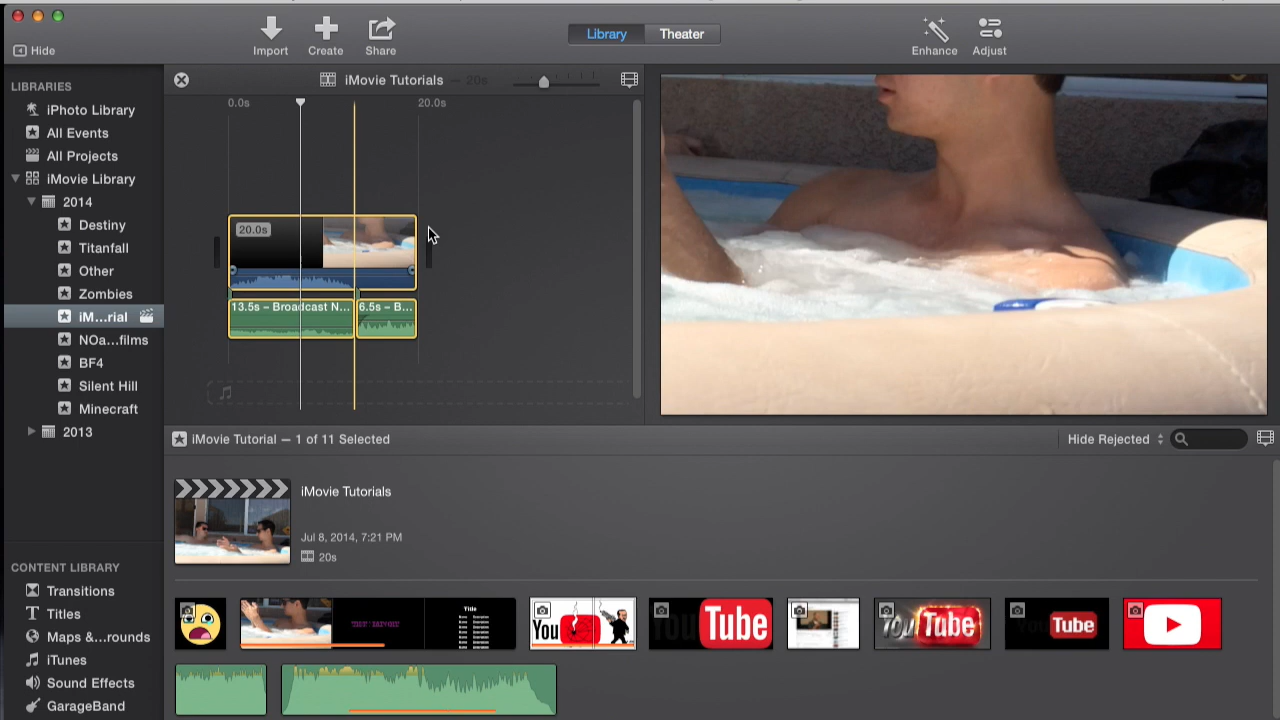 Hide
Import
Create
Share
Library
Theater
Enhance
Adjust
LIBRARIES
iPhoto Library
All Events
All Projects
iMovie Library
2014
Destiny
Titanfall
Other
Zombies
iM...rial
NOa...films
BF4
Silent Hill
Minecraft
2013
CONTENT LIBRARY
Transitions
Titles
Maps &...rounds
iTunes
Sound Effects
GarageBand
iMovie Tutorials — 20s
0.0s
20.0s
20.0s
13.5s – Broadcast N...
6.5s – B...
iMovie Tutorial — 1 of 11 Selected
Hide Rejected
iMovie Tutorials
Jul 8, 2014, 7:21 PM
20s
Title
You
Tube
You Tube
Tube